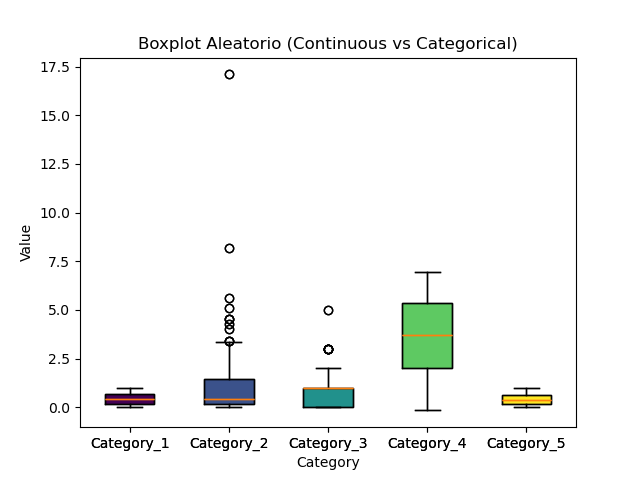 Boxplot Aleatorio (Continuous vs Categorical)
17.5
15.0
12.5
10.0
7.5
5.0
2.5
0.0
Value
Category_1 Category_2 Category_3 Category_4 Category_5
Category